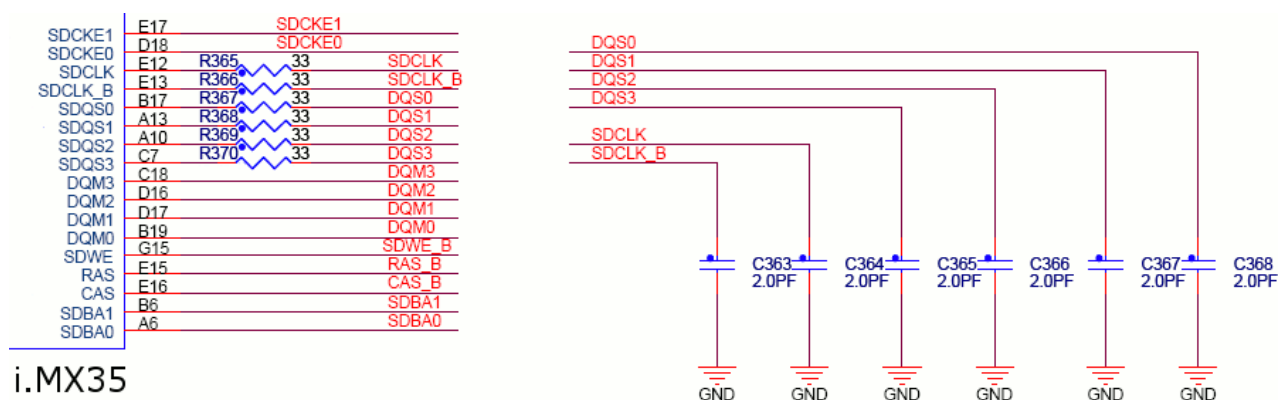 SDCKE1 E17 SDCKE1
SDCKE0 D18 SDCKE0
SDCLK E12 R365 33 SDCLK
SDCLK_B E13 R366 33 SDCLK_B
SDQS0 B17 R367 33 DQS0
SDQS1 A13 R368 33 DQS1
SDQS2 A10 R369 33 DQS2
SDQS3 C7 R370 33 DQS3
DQM3 C18 DQM3
DQM2 D16 DQM2
DQM1 D17 DQM1
DQM0 B19 DQM0
SDWE G15 SDWE_B
RAS E15 RAS_B
CAS E16 CAS_B
SDBA1 B6 SDBA1
SDBA0 A6 SDBA0
i.MX35
DQS0
DQS1
DQS2
DQS3
SDCLK
SDCLK_B
C363 C364 C365 C366 C367 C368
2.0PF 2.0PF 2.0PF 2.0PF 2.0PF 2.0PF
GND GND GND GND GND GND